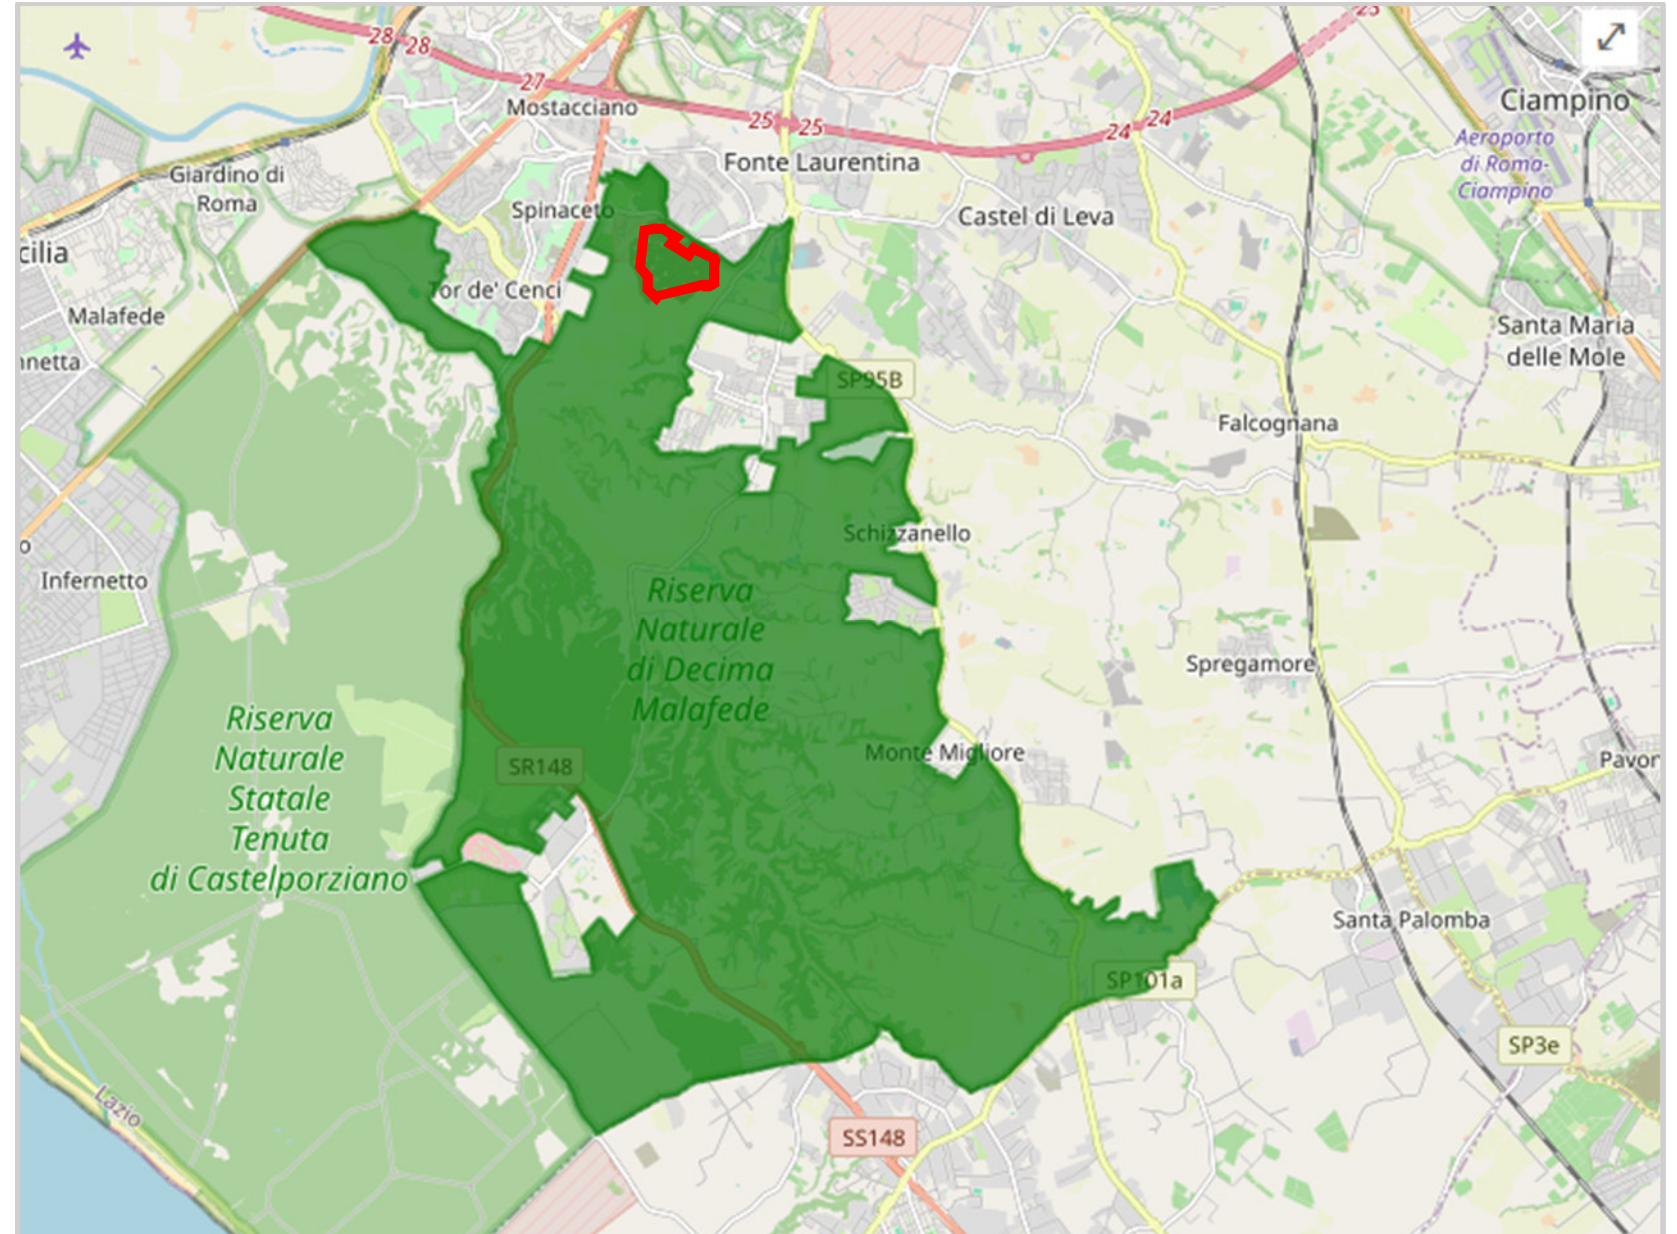 25
28
28
27
Mostacciano
25
25
24
24
Ciampino
Aeroporto
di Roma-
Ciampino
Fonte Laurentina
Giardino di
Roma
Spinaceto
Castel di Leva
cilia
Tor de' Cenci
Malafede
Santa Maria
delle Mole
nnetta
SP95B
Falcognana
Schizzanello
o
Infernetto
Riserva
Naturale
di Decima
Malafede
Spregamore
Riserva
Naturale
Statale
Tenuta
di Castelporziano
Monte Migliore
Pavor
SR148
Santa Palomba
SP101a
SP3e
Lazio
SS148